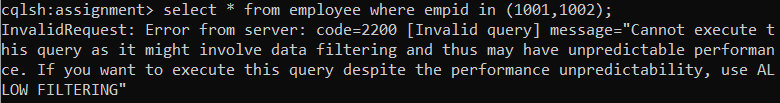 cqlsh:assignment> select * from employee where empid in (1001,1002);
InvalidRequest: Error from server: code=2200 [Invalid query] message="Cannot execute t
his query as it might involve data filtering and thus may have unpredictable performan
ce. If you want to execute this query despite the performance unpredictability, use AL
LOW FILTERING"